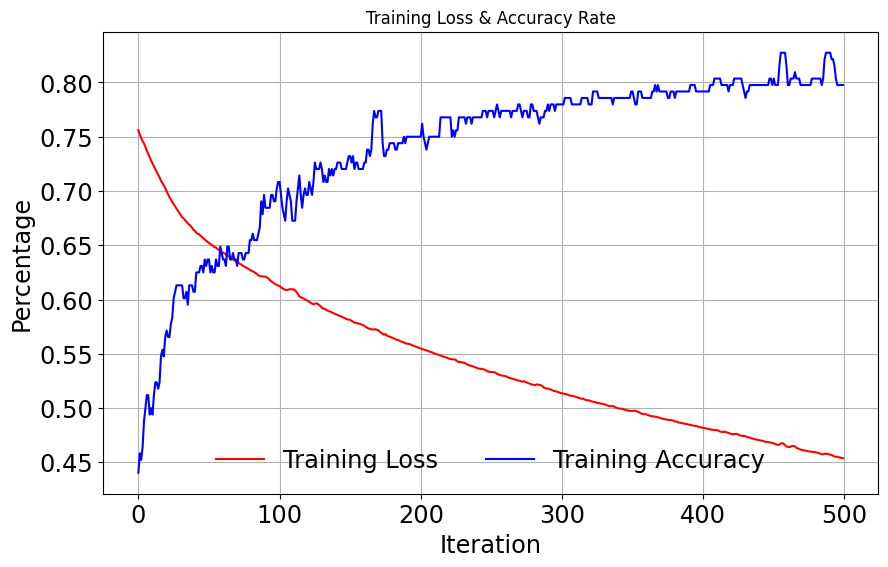 Training Loss & Accuracy Rate
Percentage
0.80
0.75
0.70
0.65
0.60
0.55
0.50
0.45
Training Loss
Training Accuracy
0
100
200
300
400
500
Iteration